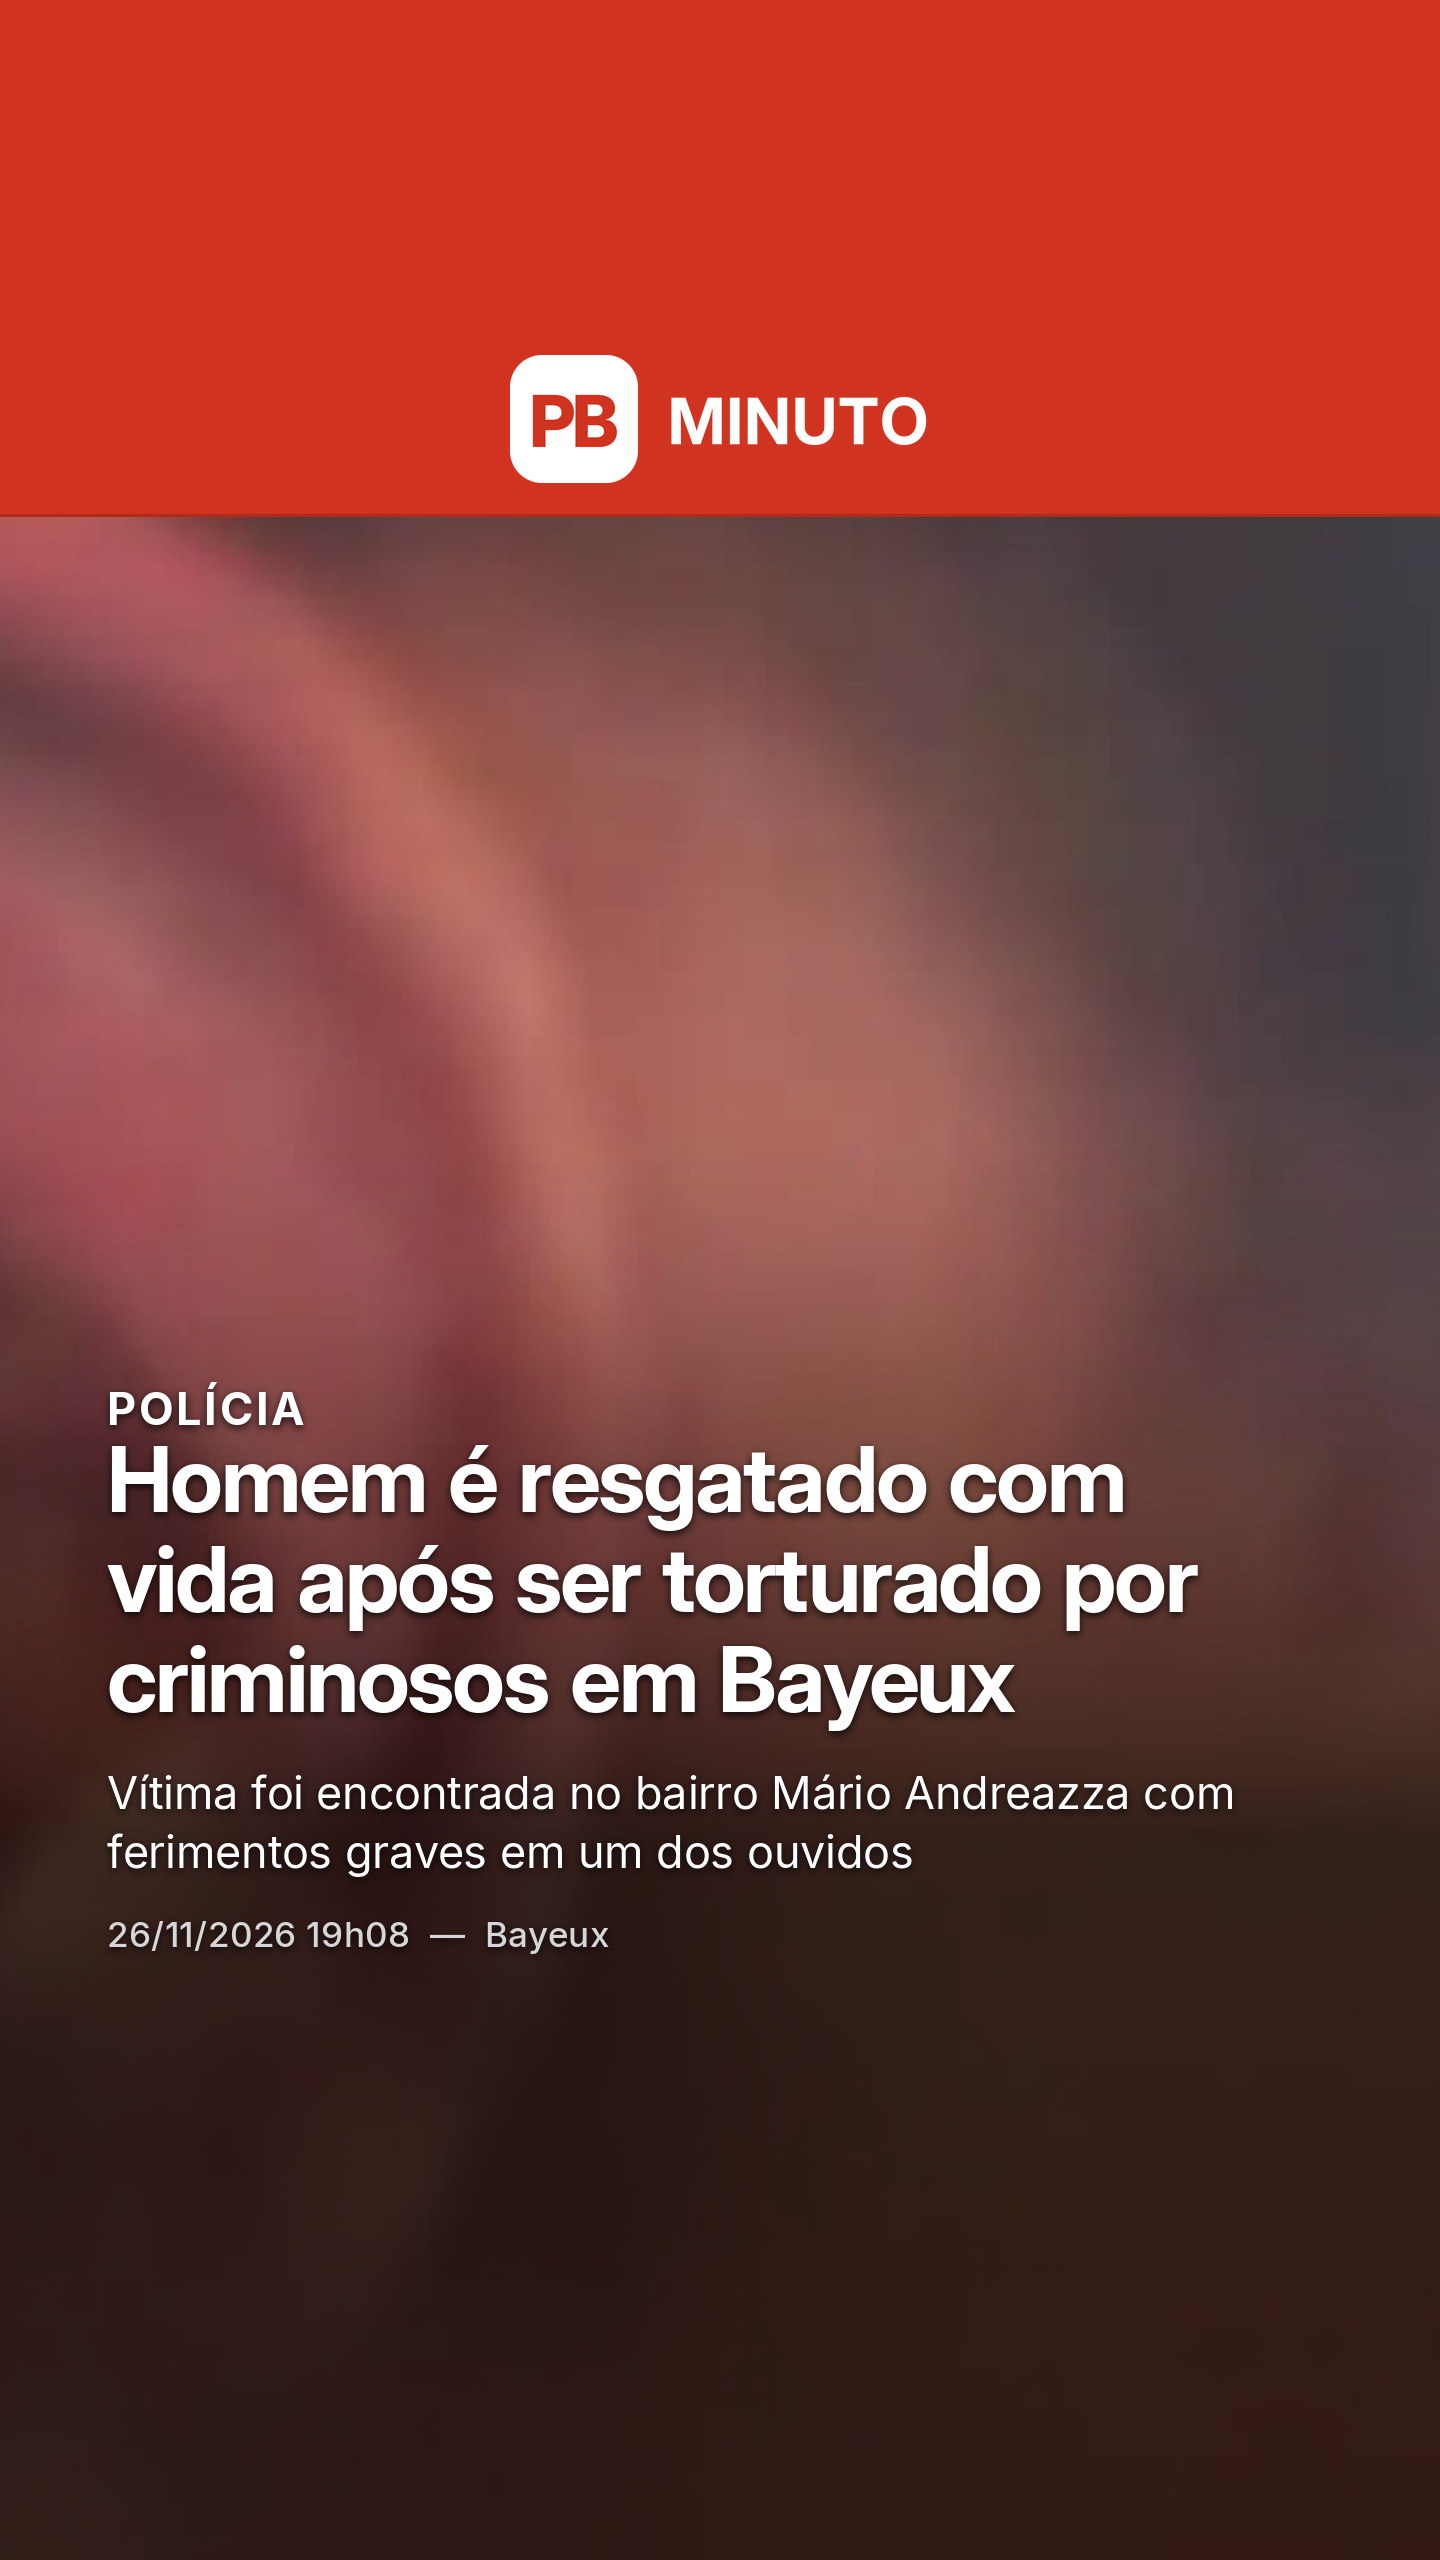 PB MINUTO
POLÍCIA
Homem é resgatado com
vida após ser torturado por
criminosos em Bayeux
Vítima foi encontrada no bairro Mário Andreazza com
ferimentos graves em um dos ouvidos
26/11/2026 19h08 — Bayeux